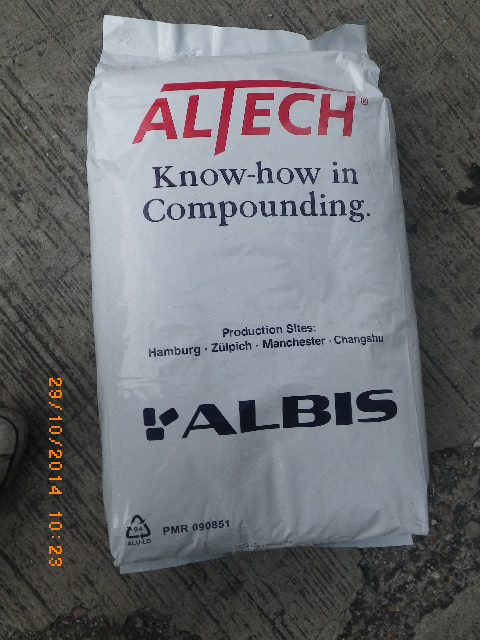 ALTECH®
Know-how in
Compounding.
Production Sites:
Hamburg · Zülpich · Manchester · Changshu
ALBIS
04
ALU-LD
PMR 090851
29/10/2014 10:23